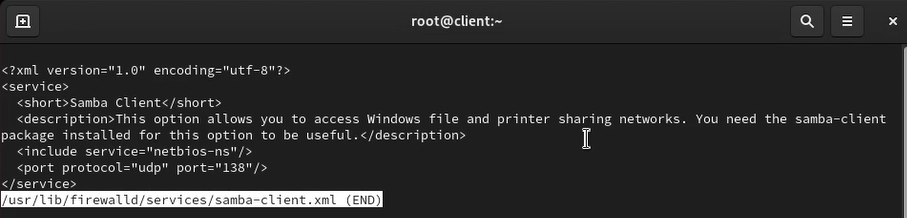 root@client:~
<?xml version="1.0" encoding="utf-8"?>
<service>
  <short>Samba Client</short>
  <description>This option allows you to access Windows file and printer sharing networks. You need the samba-client
package installed for this option to be useful.</description>
  <include service="netbios-ns"/>
  <port protocol="udp" port="138"/>
</service>
/usr/lib/firewalld/services/samba-client.xml (END)